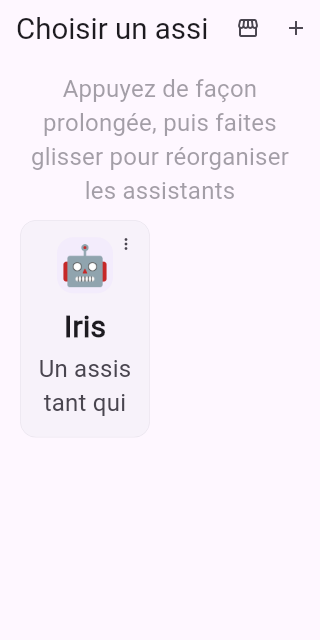 Choisir un assi
Appuyez de façon
prolongée, puis faites
glisser pour réorganiser
les assistants
Iris
Un assis
tant qui